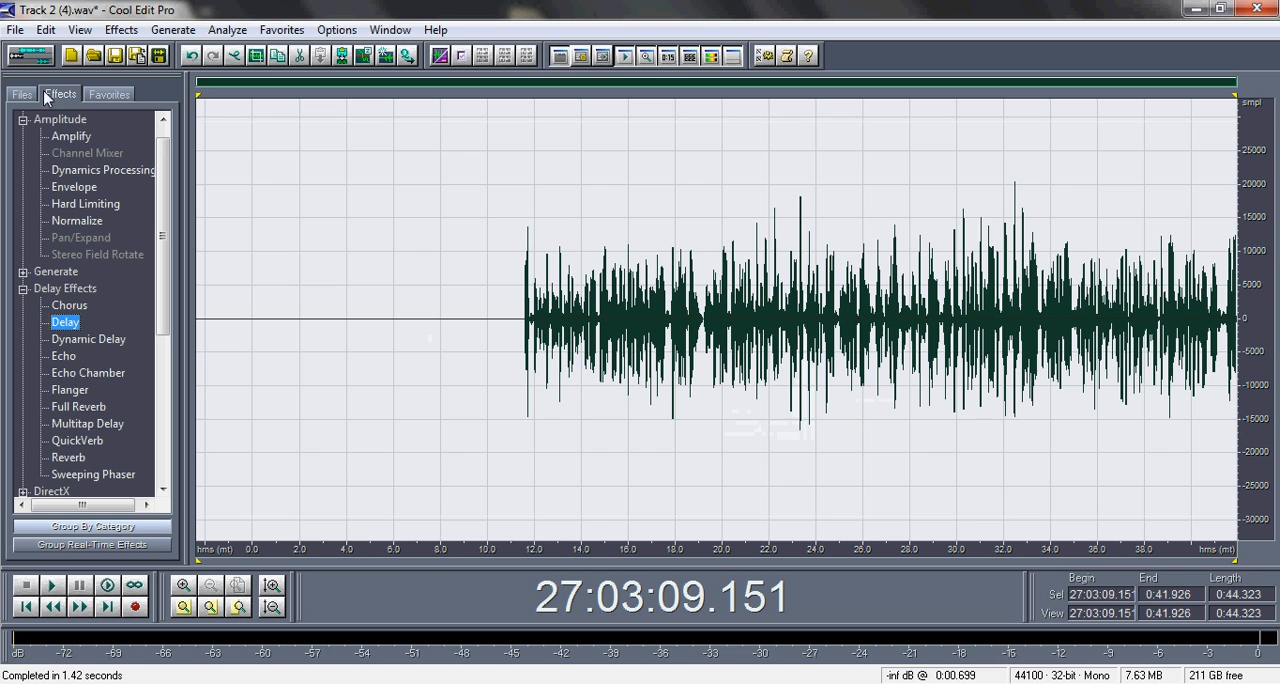 Track 2 (4).wav* - Cool Edit Pro
File Edit View Effects Generate Analyze Favorites Options Window Help
Files Effects Favorites
Amplitude
Amplify
Channel Mixer
Dynamics Processing
Envelope
Hard Limiting
Normalize
Pan/Expand
Stereo Field Rotate
Generate
Delay Effects
Chorus
Delay
Dynamic Delay
Echo
Echo Chamber
Flanger
Full Reverb
Multitap Delay
QuickVerb
Reverb
Sweeping Phaser
DirectX
Group By Category
Group Real-Time Effects
smpl
25000
20000
15000
10000
5000
0
-5000
-10000
-15000
-20000
-25000
-30000
hms (mt) 0.0 2.0 4.0 6.0 8.0 10.0 12.0 14.0 16.0 18.0 20.0 22.0 24.0 26.0 28.0 30.0 32.0 34.0 36.0 38.0 hms (mt)
27:03:09.151
Begin End Length
Sel 27:03:09.151 0:41.926 0:44.323
View 27:03:09.151 0:41.926 0:44.323
dB -72 -69 -66 -63 -60 -57 -54 -51 -48 -45 -42 -39 -36 -33 -30 -27 -24 -21 -18 -15 -12 -9 -6 -3 0
Completed in 1.42 seconds
-inf dB @ 0:00.699
44100 · 32-bit · Mono
7.63 MB
211 GB free